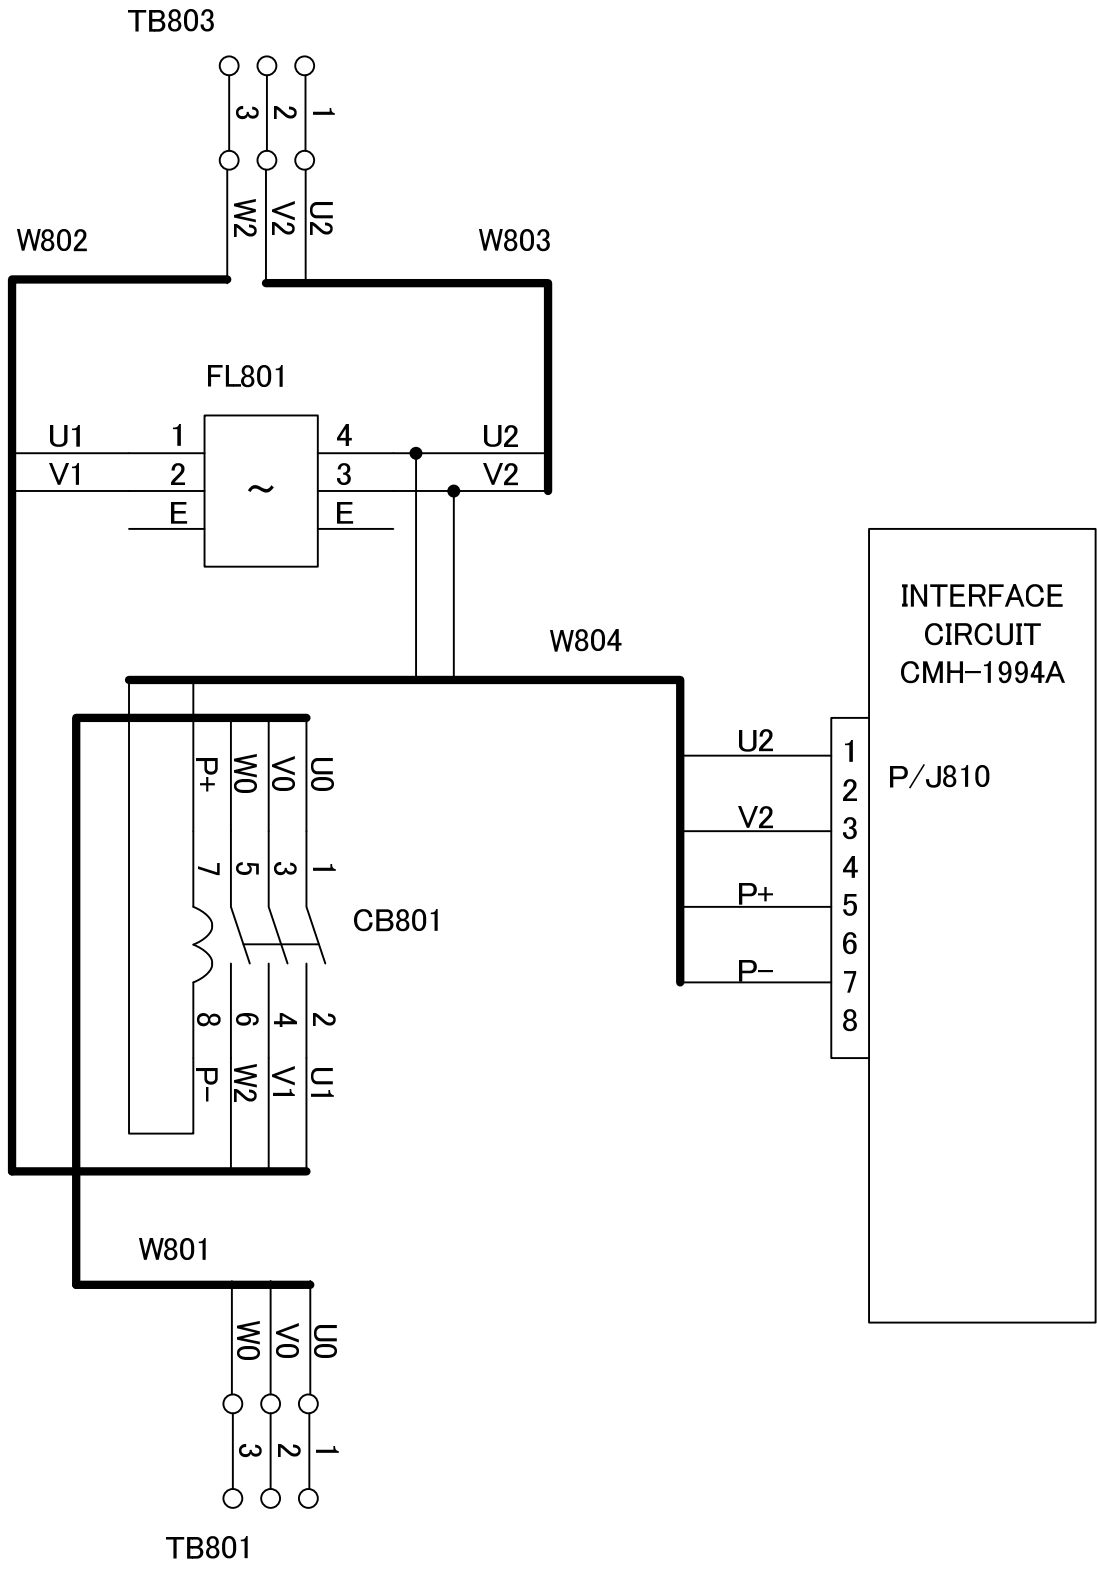 TB803
3 2 1
W2 V2 U2
W802
W803
FL801
U1 1 4 U2
V1 2 3 V2
E E
W804
INTERFACE
CIRCUIT
CMH-1994A
P/J810
U2 1
2
V2 3
4
P+ 5
6
P- 7
8
P+ W0 V0 U0
7 5 3 1
CB801
8 6 4 2
P- W2 V1 U1
W801
W0 V0 U0
3 2 1
TB801